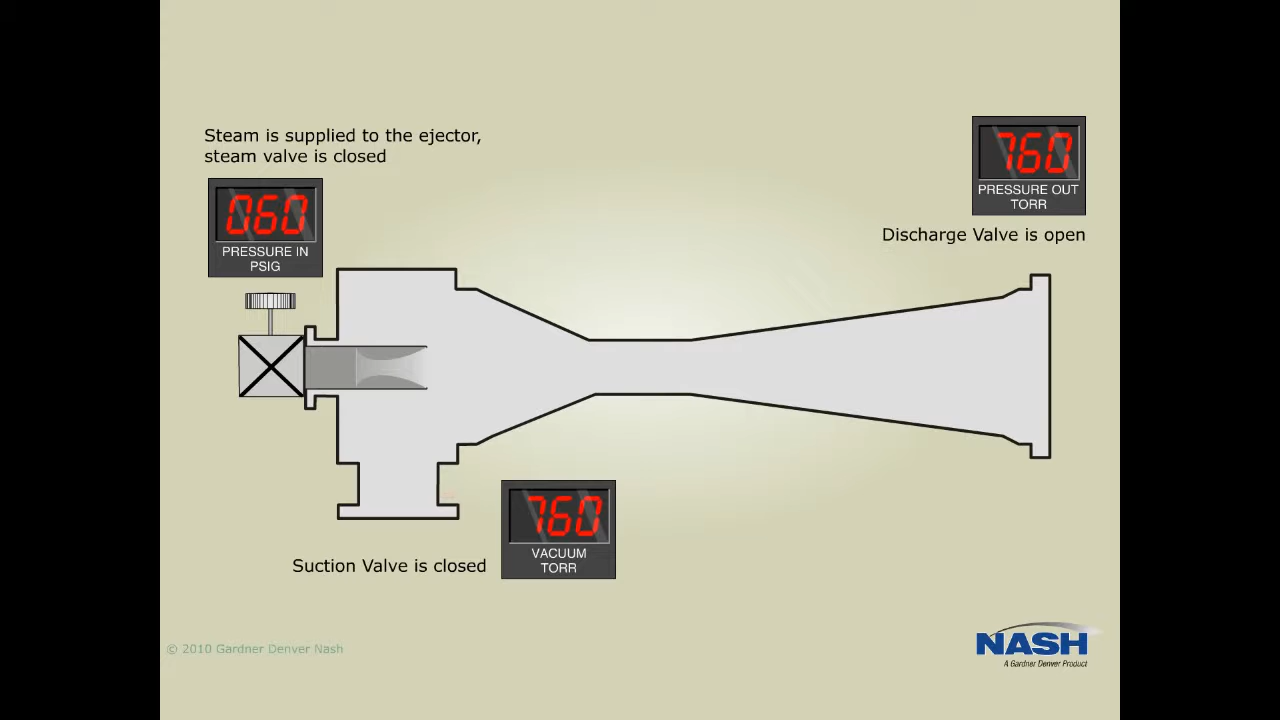 Steam is supplied to the ejector,
steam valve is closed
060
PRESSURE IN
PSIG
760
PRESSURE OUT
TORR
Discharge Valve is open
760
VACUUM
TORR
Suction Valve is closed
© 2010 Gardner Denver Nash
NASH
A Gardner Denver Product